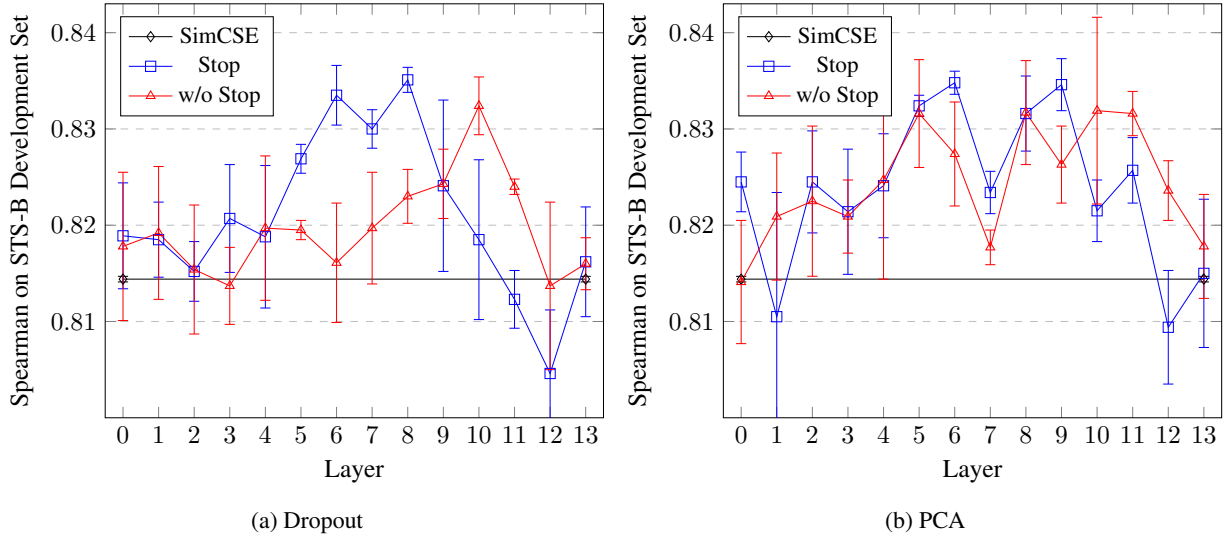 Spearman on STS-B Development Set
0.84
0.83
0.82
0.81
SimCSE
Stop
w/o Stop
0 1 2 3 4 5 6 7 8 9 10 11 12 13
Layer
(a) Dropout
Spearman on STS-B Development Set
0.84
0.83
0.82
0.81
SimCSE
Stop
w/o Stop
0 1 2 3 4 5 6 7 8 9 10 11 12 13
Layer
(b) PCA